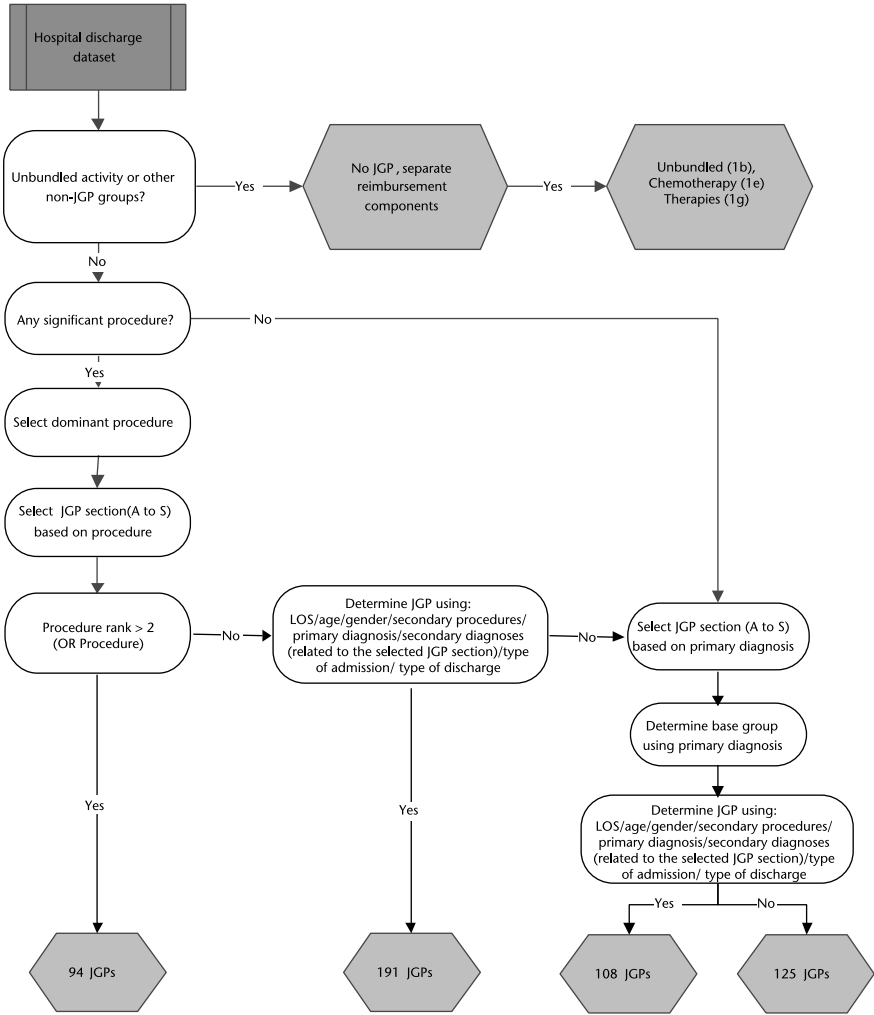 Hospital discharge
dataset
Unbundled activity or other
non-JGP groups?
Yes
No JGP , separate
reimbursement
components
Yes
Unbundled (1b),
Chemotherapy (1e)
Therapies (1g)
No
Any significant procedure?
No
Yes
Select dominant procedure
Select JGP section(A to S)
based on procedure
Procedure rank > 2
(OR Procedure)
No
Determine JGP using:
LOS/age/gender/secondary procedures/
primary diagnosis/secondary diagnoses
(related to the selected JGP section)/type
of admission/ type of discharge
No
Select JGP section (A to S)
based on primary diagnosis
Determine base group
using primary diagnosis
Yes
Yes
Determine JGP using:
LOS/age/gender/secondary procedures/
primary diagnosis/secondary diagnoses
(related to the selected JGP section)/type
of admission/ type of discharge
Yes
No
94 JGPs
191 JGPs
108 JGPs
125 JGPs